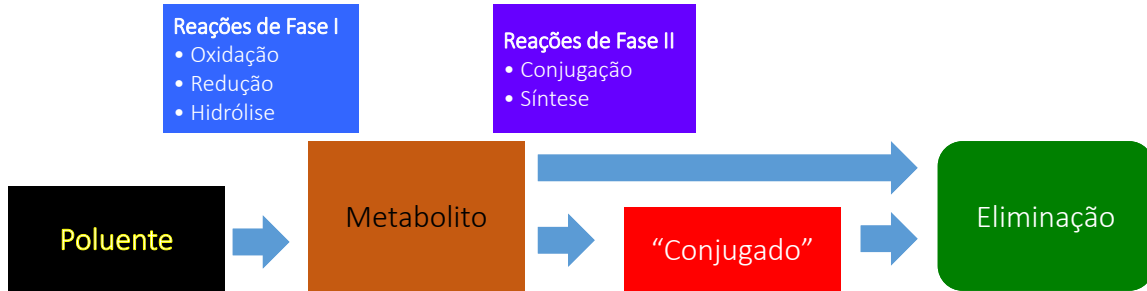 Reações de Fase I
• Oxidação
• Redução
• Hidrólise
Reações de Fase II
• Conjugação
• Síntese
Poluente
Metabolito
“Conjugado”
Eliminação